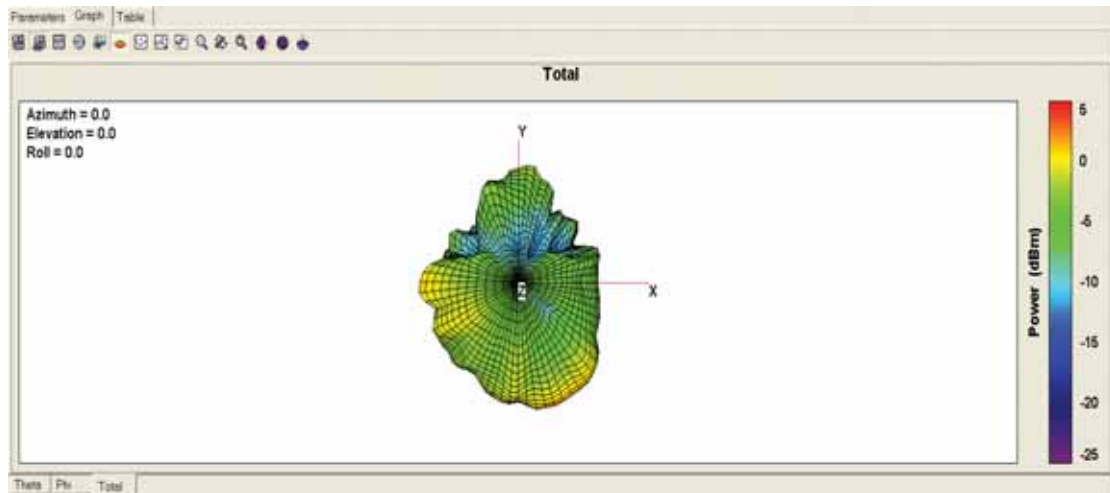 Parameters Graph Table
Total
Azimuth = 0.0
Elevation = 0.0
Roll = 0.0
Y
X
Z
5
0
-5
-10
-15
-20
-25
Power (dBm)
Theta Phi Total